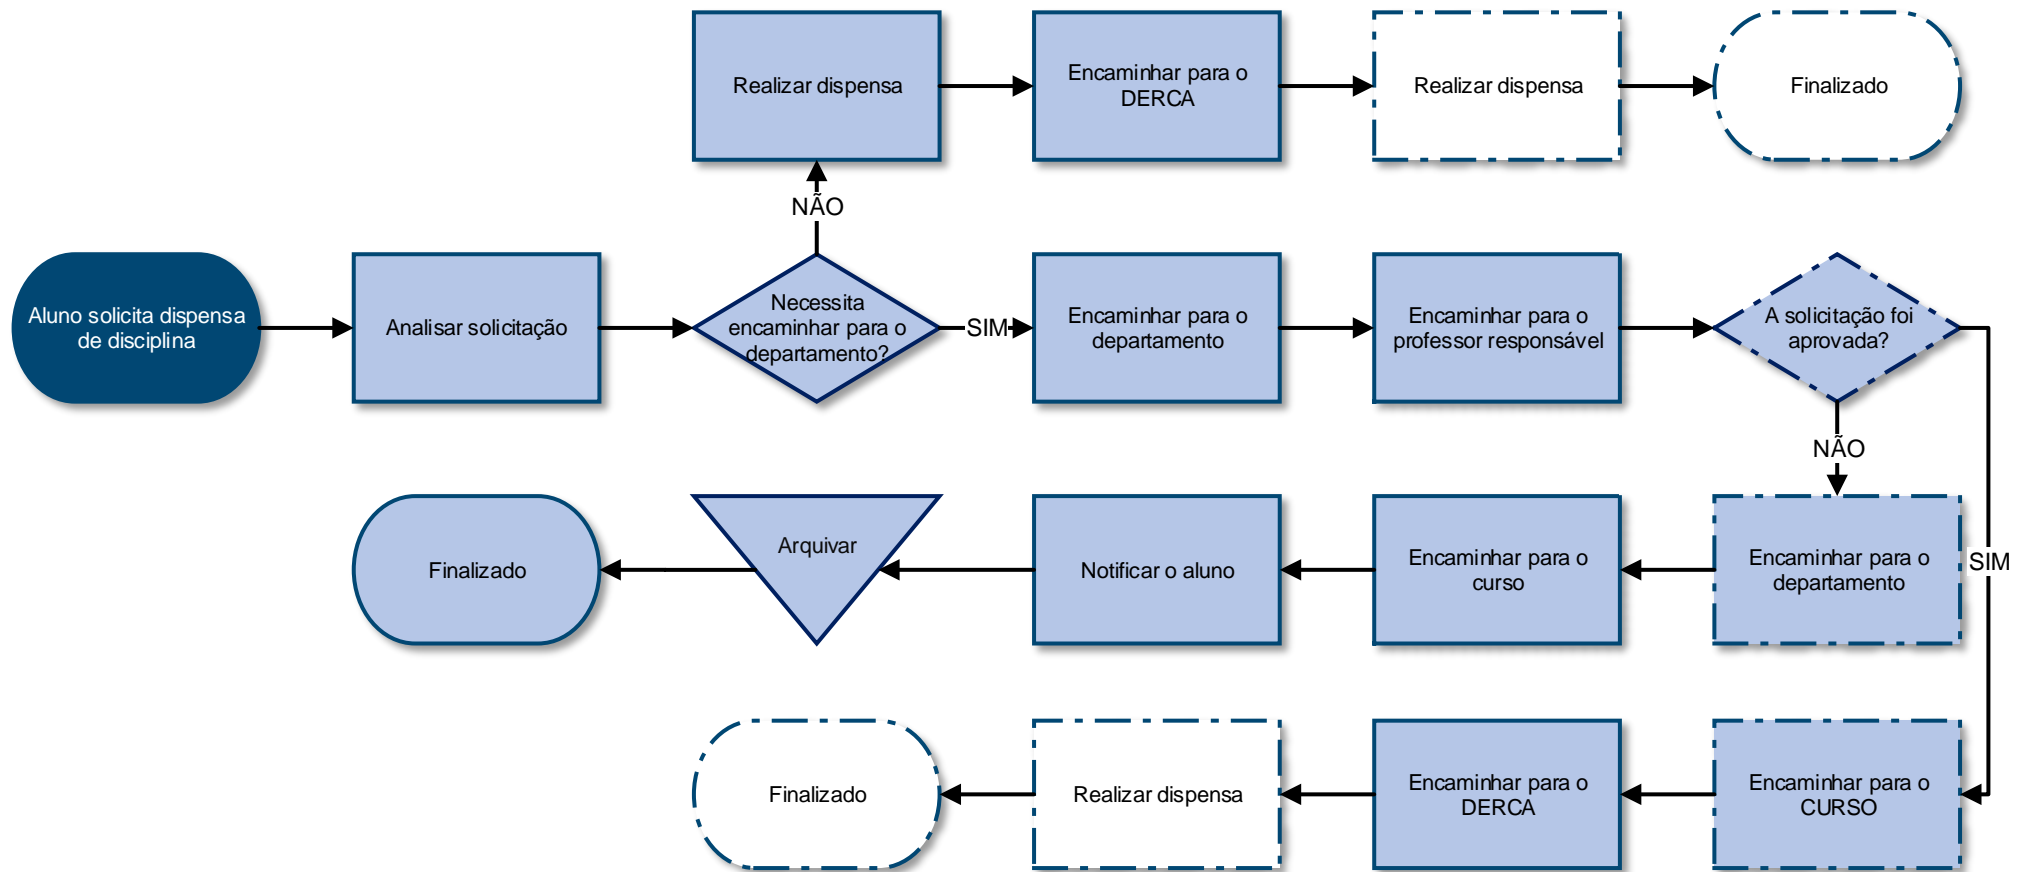 Realizar dispensa
Encaminhar para o
DERCA
Realizar dispensa
Finalizado
NÃO
Aluno solicita dispensa
de disciplina
Analisar solicitação
Necessita
encaminhar para o
departamento?
SIM
Encaminhar para o
departamento
Encaminhar para o
professor responsável
A solicitação foi
aprovada?
NÃO
SIM
Finalizado
Arquivar
Notificar o aluno
Encaminhar para o
curso
Encaminhar para o
departamento
Finalizado
Realizar dispensa
Encaminhar para o
DERCA
Encaminhar para o
CURSO